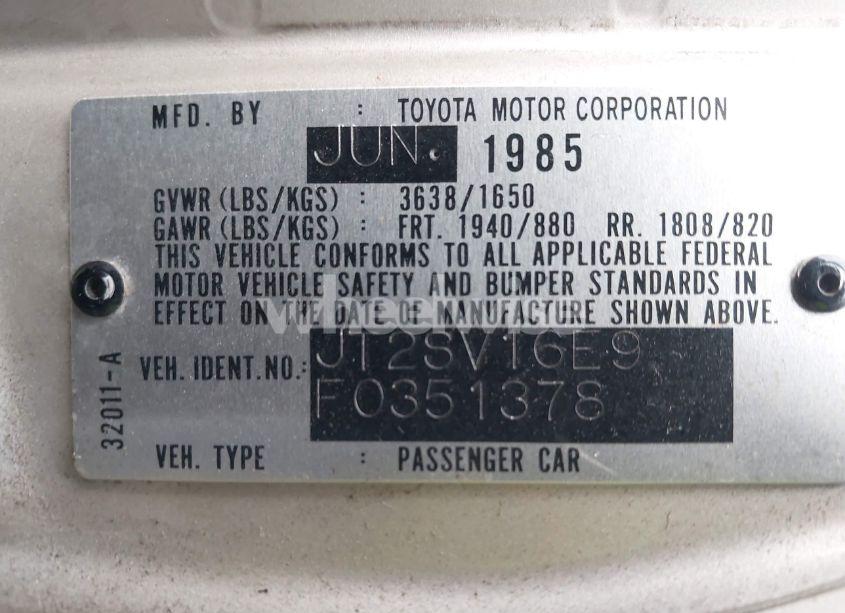 MFD. BY : TOYOTA MOTOR CORPORATION
JUN. 1985
GVWR (LBS/KGS) : 3638/1650
GAWR (LBS/KGS) : FRT. 1940/880 RR. 1808/820
THIS VEHICLE CONFORMS TO ALL APPLICABLE FEDERAL
MOTOR VEHICLE SAFETY AND BUMPER STANDARDS IN
EFFECT ON THE DATE OF MANUFACTURE SHOWN ABOVE.
VEH. IDENT.NO.: JT2SV16E9
F0351378
VEH. TYPE : PASSENGER CAR
32011-A